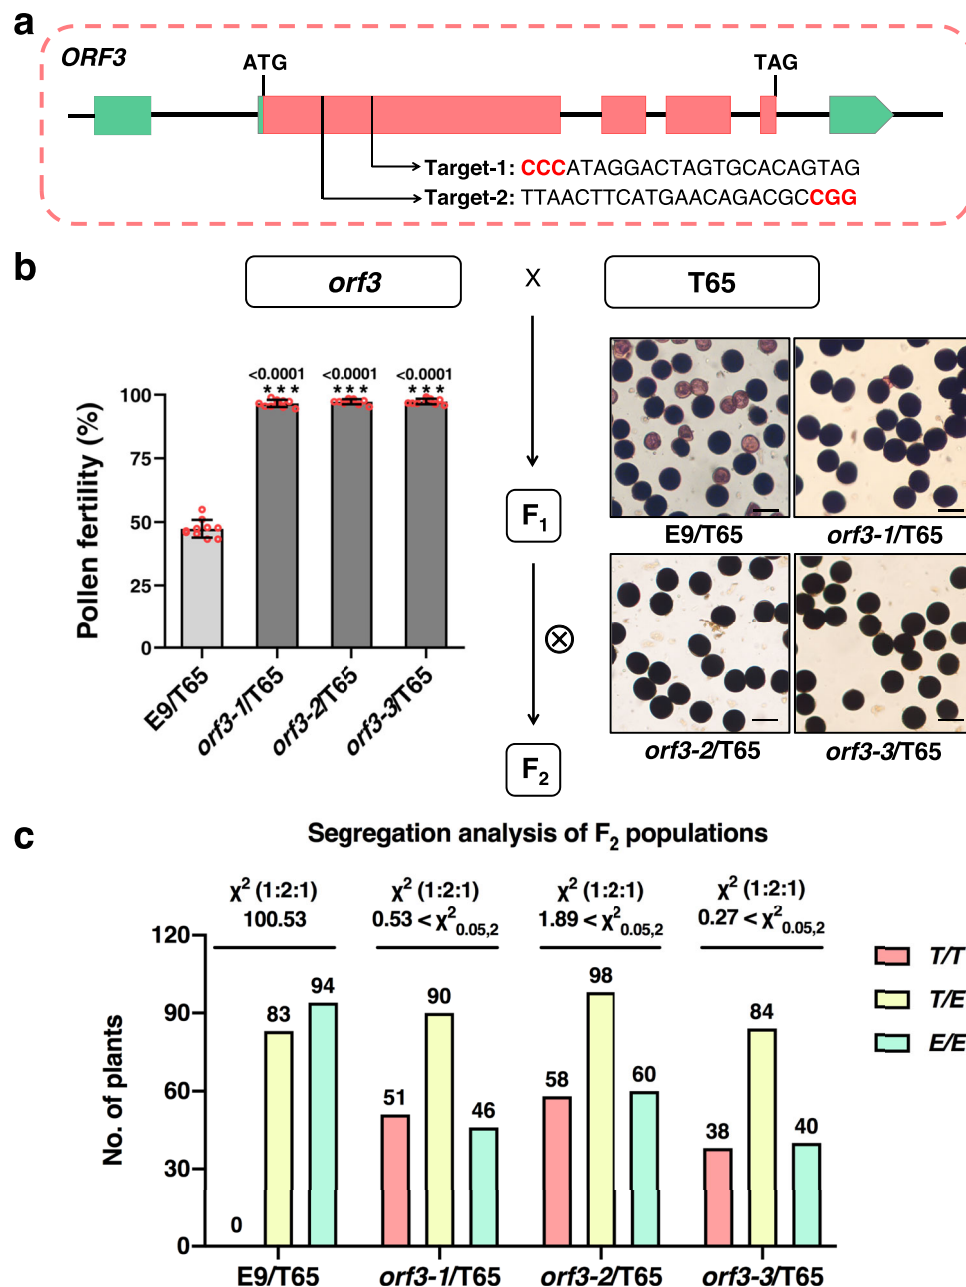 a
ORF3
ATG
TAG
Target-1: CCCATAGGACTAGTGCACAGTAG
Target-2: TTAACTTCATGAACAGACGCCGG
b
orf3
X
T65
Pollen fertility (%)
100
75
50
25
0
<0.0001
***
<0.0001
***
<0.0001
***
E9/T65
orf3-1/T65
orf3-2/T65
orf3-3/T65
F1
F2
E9/T65
orf3-1/T65
orf3-2/T65
orf3-3/T65
c
Segregation analysis of F2 populations
χ² (1:2:1)
100.53
χ² (1:2:1)
0.53 < χ²0.05,2
χ² (1:2:1)
1.89 < χ²0.05,2
χ² (1:2:1)
0.27 < χ²0.05,2
No. of plants
120
90
60
30
0
0
83
94
51
90
46
58
98
60
38
84
40
E9/T65
orf3-1/T65
orf3-2/T65
orf3-3/T65
T/T
T/E
E/E